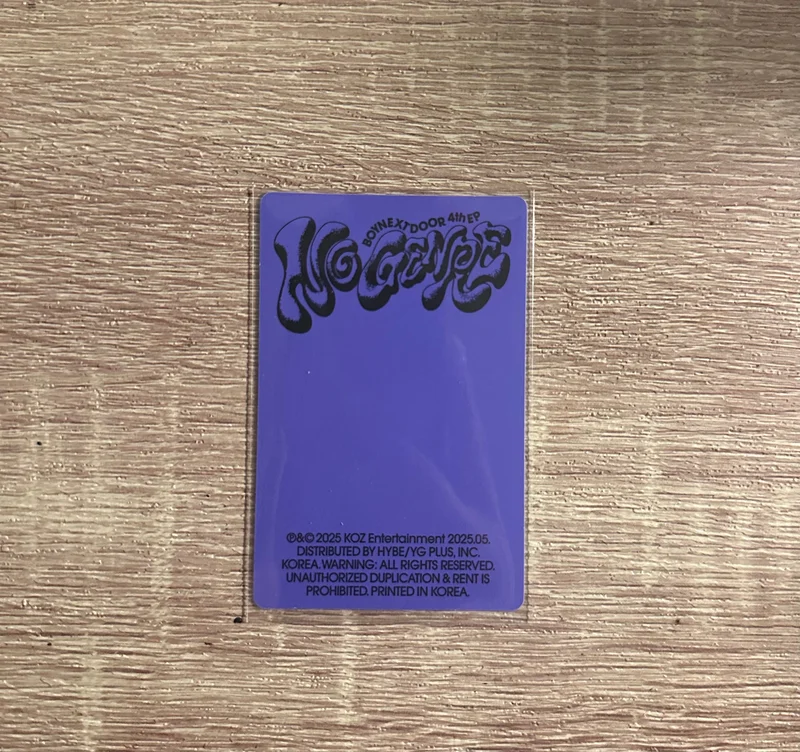 BOYNEXTDOOR 4th EP
NO GENRE
℗&© 2025 KOZ Entertainment 2025.05.
DISTRIBUTED BY HYBE/YG PLUS, INC.
KOREA. WARNING: ALL RIGHTS RESERVED.
UNAUTHORIZED DUPLICATION & RENT IS
PROHIBITED. PRINTED IN KOREA.